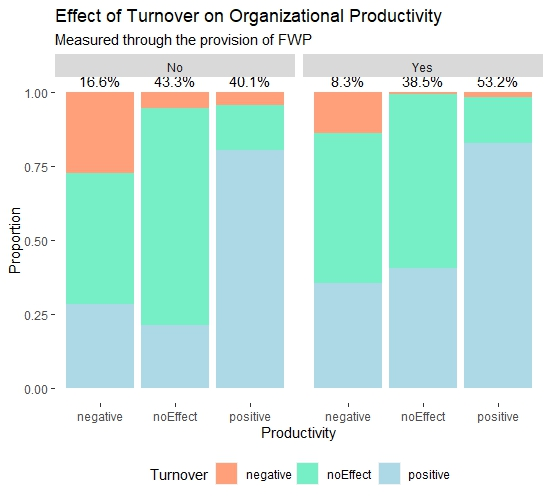 Effect of Turnover on Organizational Productivity
Measured through the provision of FWP
No Yes
16.6% 43.3% 40.1% 8.3% 38.5% 53.2%
1.00
0.75
0.50
0.25
0.00
Proportion
negative noEffect positive negative noEffect positive
Productivity
Turnover negative noEffect positive